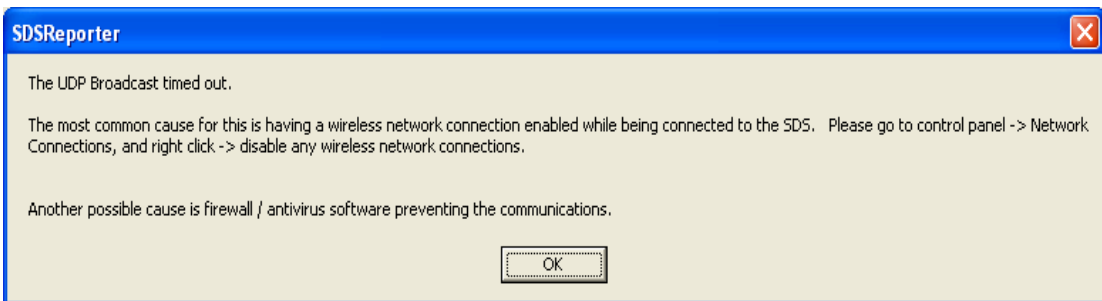 SDSReporter
The UDP Broadcast timed out.
The most common cause for this is having a wireless network connection enabled while being connected to the SDS.   Please go to control panel -> Network
Connections, and right click -> disable any wireless network connections.
Another possible cause is firewall / antivirus software preventing the communications.
OK